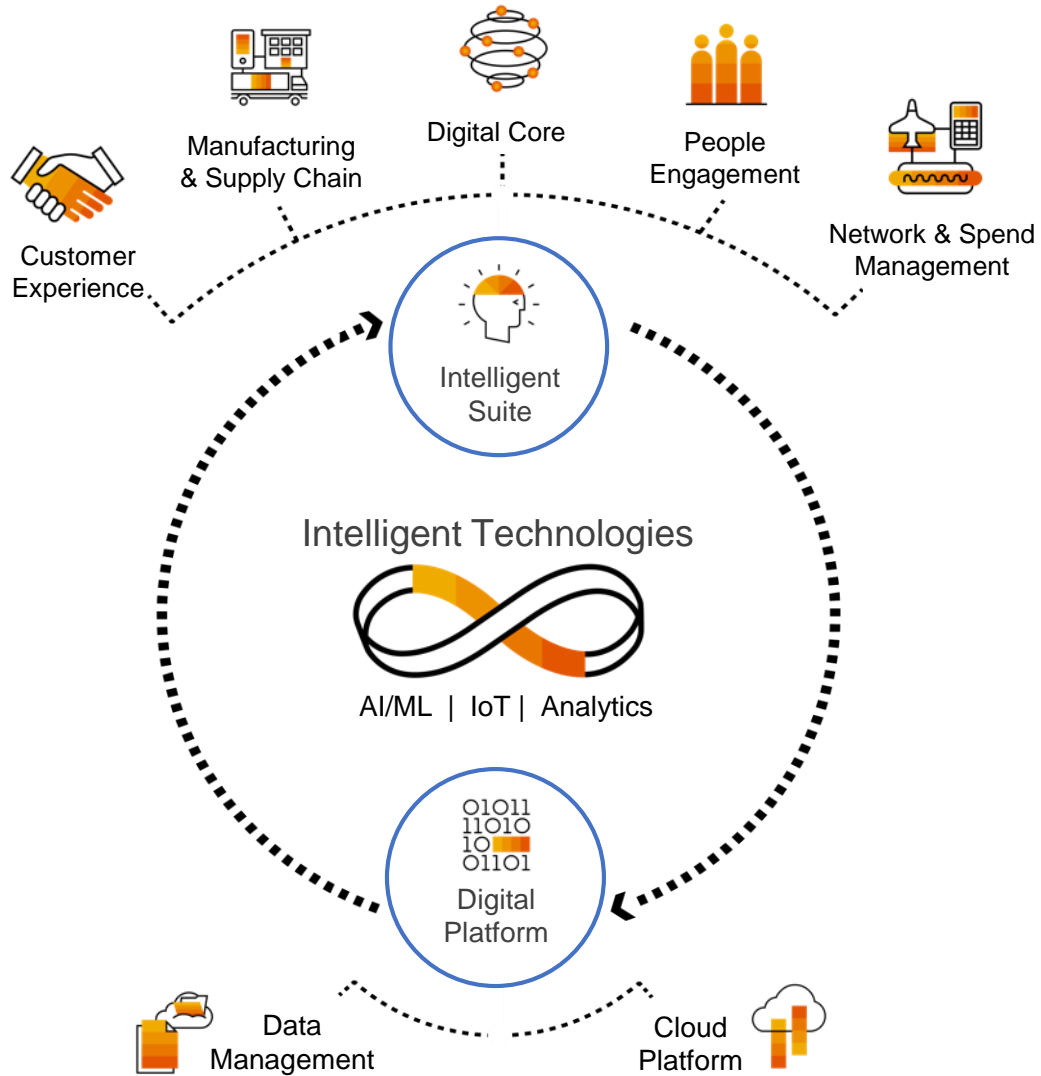 Digital Core
Manufacturing
& Supply Chain
People
Engagement
Customer
Experience
Network & Spend
Management
Intelligent
Suite
Intelligent Technologies
AI/ML | IoT | Analytics
01011
11010
10
01101
Digital
Platform
Data
Management
Cloud
Platform